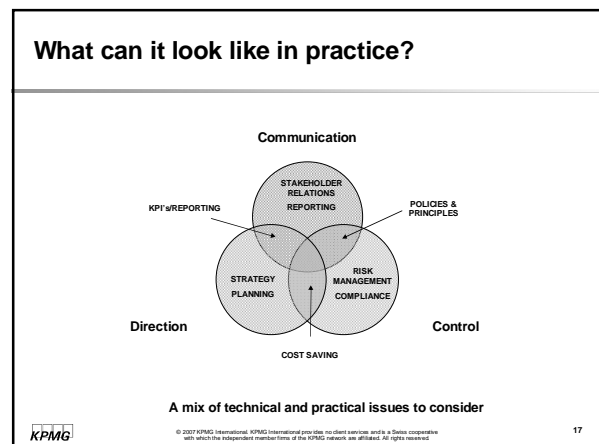 What can it look like in practice?
Communication
STAKEHOLDER
RELATIONS
REPORTING
KPI's/REPORTING
POLICIES &
PRINCIPLES
STRATEGY
PLANNING
RISK
MANAGEMENT
COMPLIANCE
Direction
Control
COST SAVING
A mix of technical and practical issues to consider
KPMG
© 2007 KPMG International. KPMG International provides no client services and is a Swiss cooperative
with which the independent member firms of the KPMG network are affiliated. All rights reserved.
17